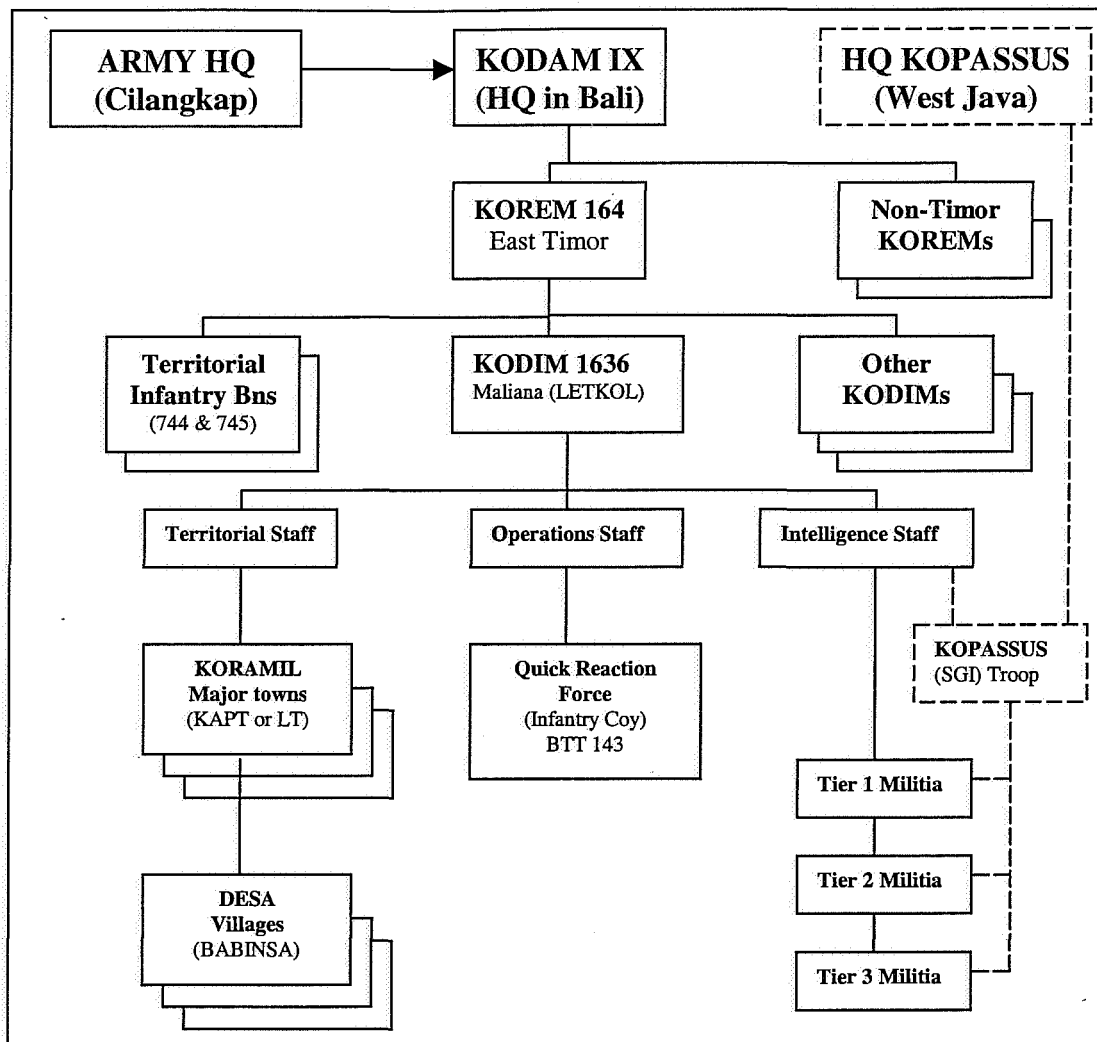 ARMY HQ
(Cilangkap)
KODAM IX
(HQ in Bali)
HQ KOPASSUS
(West Java)
KOREM 164
East Timor
Non-Timor
KOREMs
Territorial
Infantry Bns
(744 & 745)
KODIM 1636
Maliana (LETKOL)
Other
KODIMs
Territorial Staff
Operations Staff
Intelligence Staff
KORAMIL
Major towns
(KAPT or LT)
Quick Reaction
Force
(Infantry Coy)
BTT 143
KOPASSUS
(SGI) Troop
Tier 1 Militia
Tier 2 Militia
Tier 3 Militia
DESA
Villages
(BABINSA)